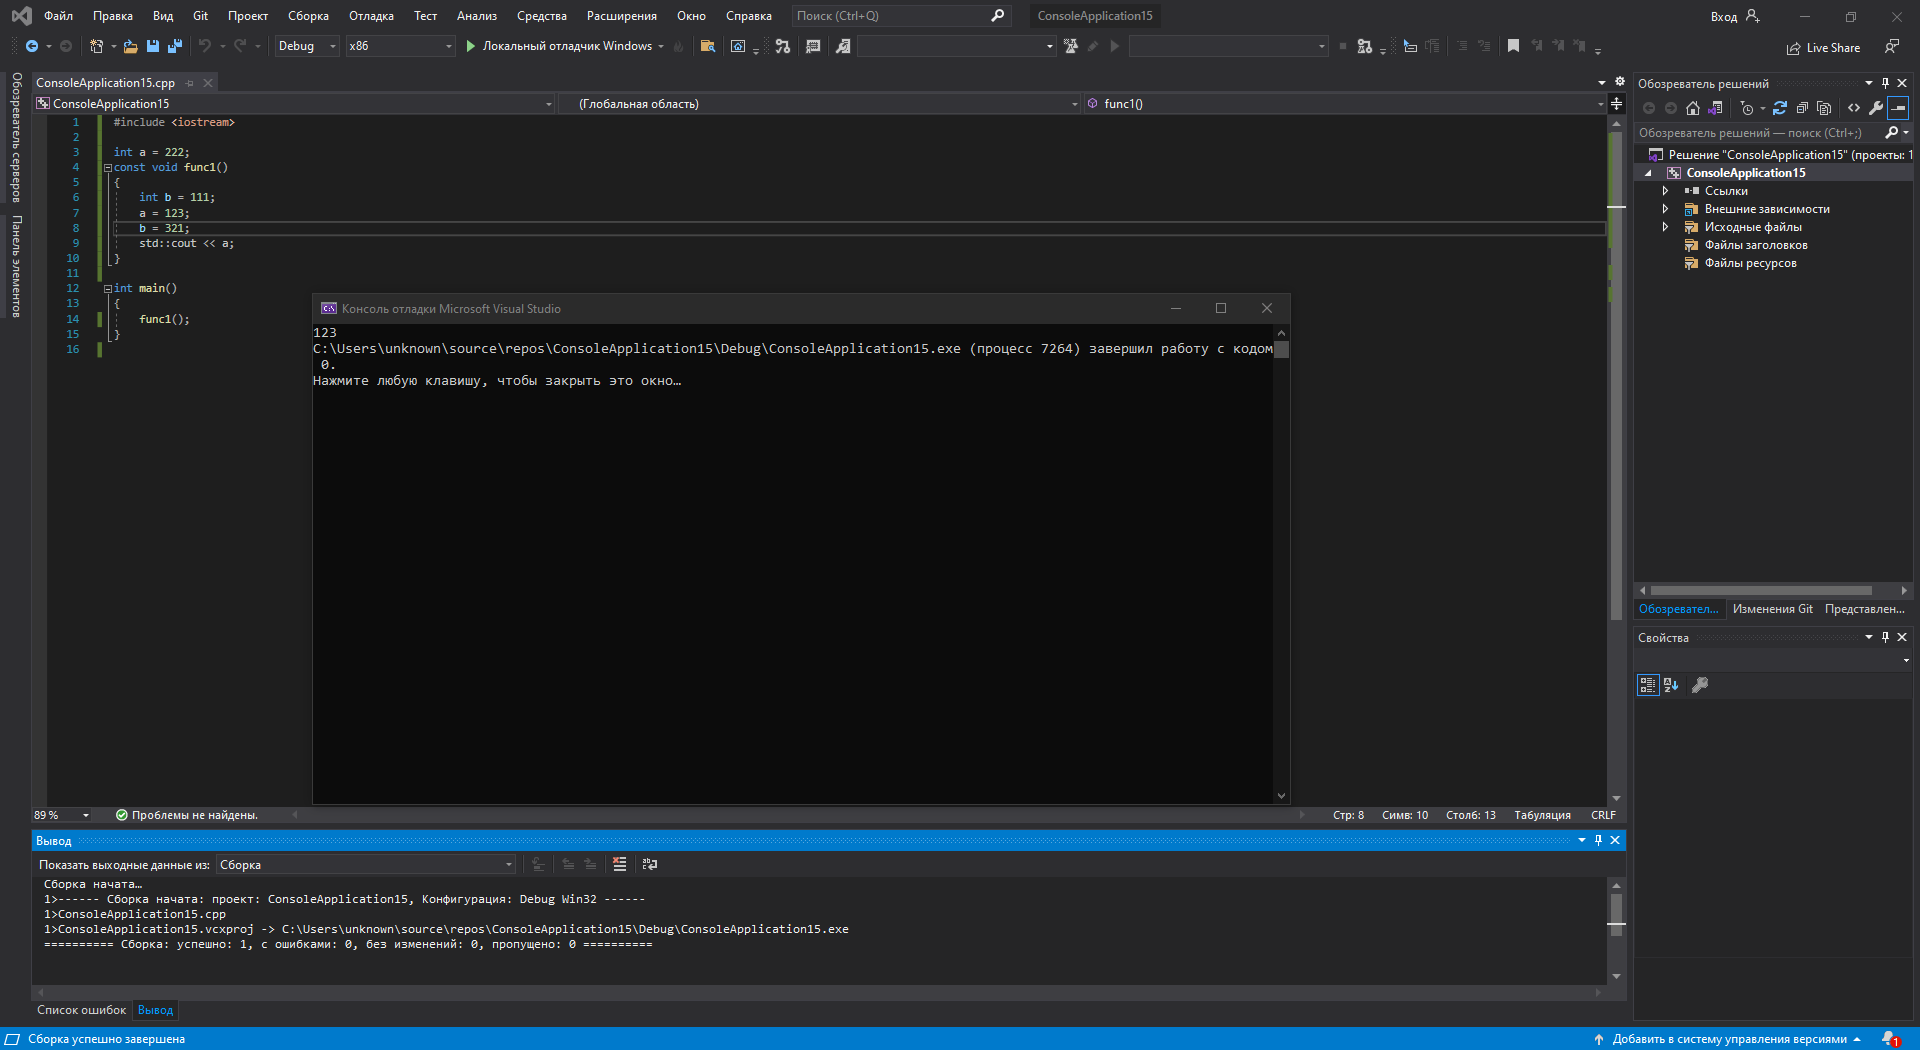 Файл Правка Вид Git Проект Сборка Отладка Тест Анализ Средства Расширения Окно Справка Поиск (Ctrl+Q) ConsoleApplication15 Вход
Debug x86 Локальный отладчик Windows Live Share
Обозреватель серверов
Панель элементов
ConsoleApplication15.cpp
ConsoleApplication15 (Глобальная область) func1()
1 #include <iostream>
2
3 int a = 222;
4 const void func1()
5 {
6 int b = 111;
7 a = 123;
8 b = 321;
9 std::cout << a;
10 }
11
12 int main()
13 {
14 func1();
15 }
16
Консоль отладки Microsoft Visual Studio
123
C:\Users\unknown\source\repos\ConsoleApplication15\Debug\ConsoleApplication15.exe (процесс 7264) завершил работу с кодом
0.
Нажмите любую клавишу, чтобы закрыть это окно…
89 % Проблемы не найдены. Стр: 8 Симв: 10 Столб: 13 Табуляция CRLF
Вывод
Показать выходные данные из: Сборка
Сборка начата…
1>------ Сборка начата: проект: ConsoleApplication15, Конфигурация: Debug Win32 ------
1>ConsoleApplication15.cpp
1>ConsoleApplication15.vcxproj -> C:\Users\unknown\source\repos\ConsoleApplication15\Debug\ConsoleApplication15.exe
========== Сборка: успешно: 1, с ошибками: 0, без изменений: 0, пропущено: 0 ==========
Список ошибок Вывод
Обозреватель решений
Обозреватель решений — поиск (Ctrl+;)
Решение "ConsoleApplication15" (проекты: 1
ConsoleApplication15
Ссылки
Внешние зависимости
Исходные файлы
Файлы заголовков
Файлы ресурсов
Обозревател... Изменения Git Представлен...
Свойства
Сборка успешно завершена Добавить в систему управления версиями 1